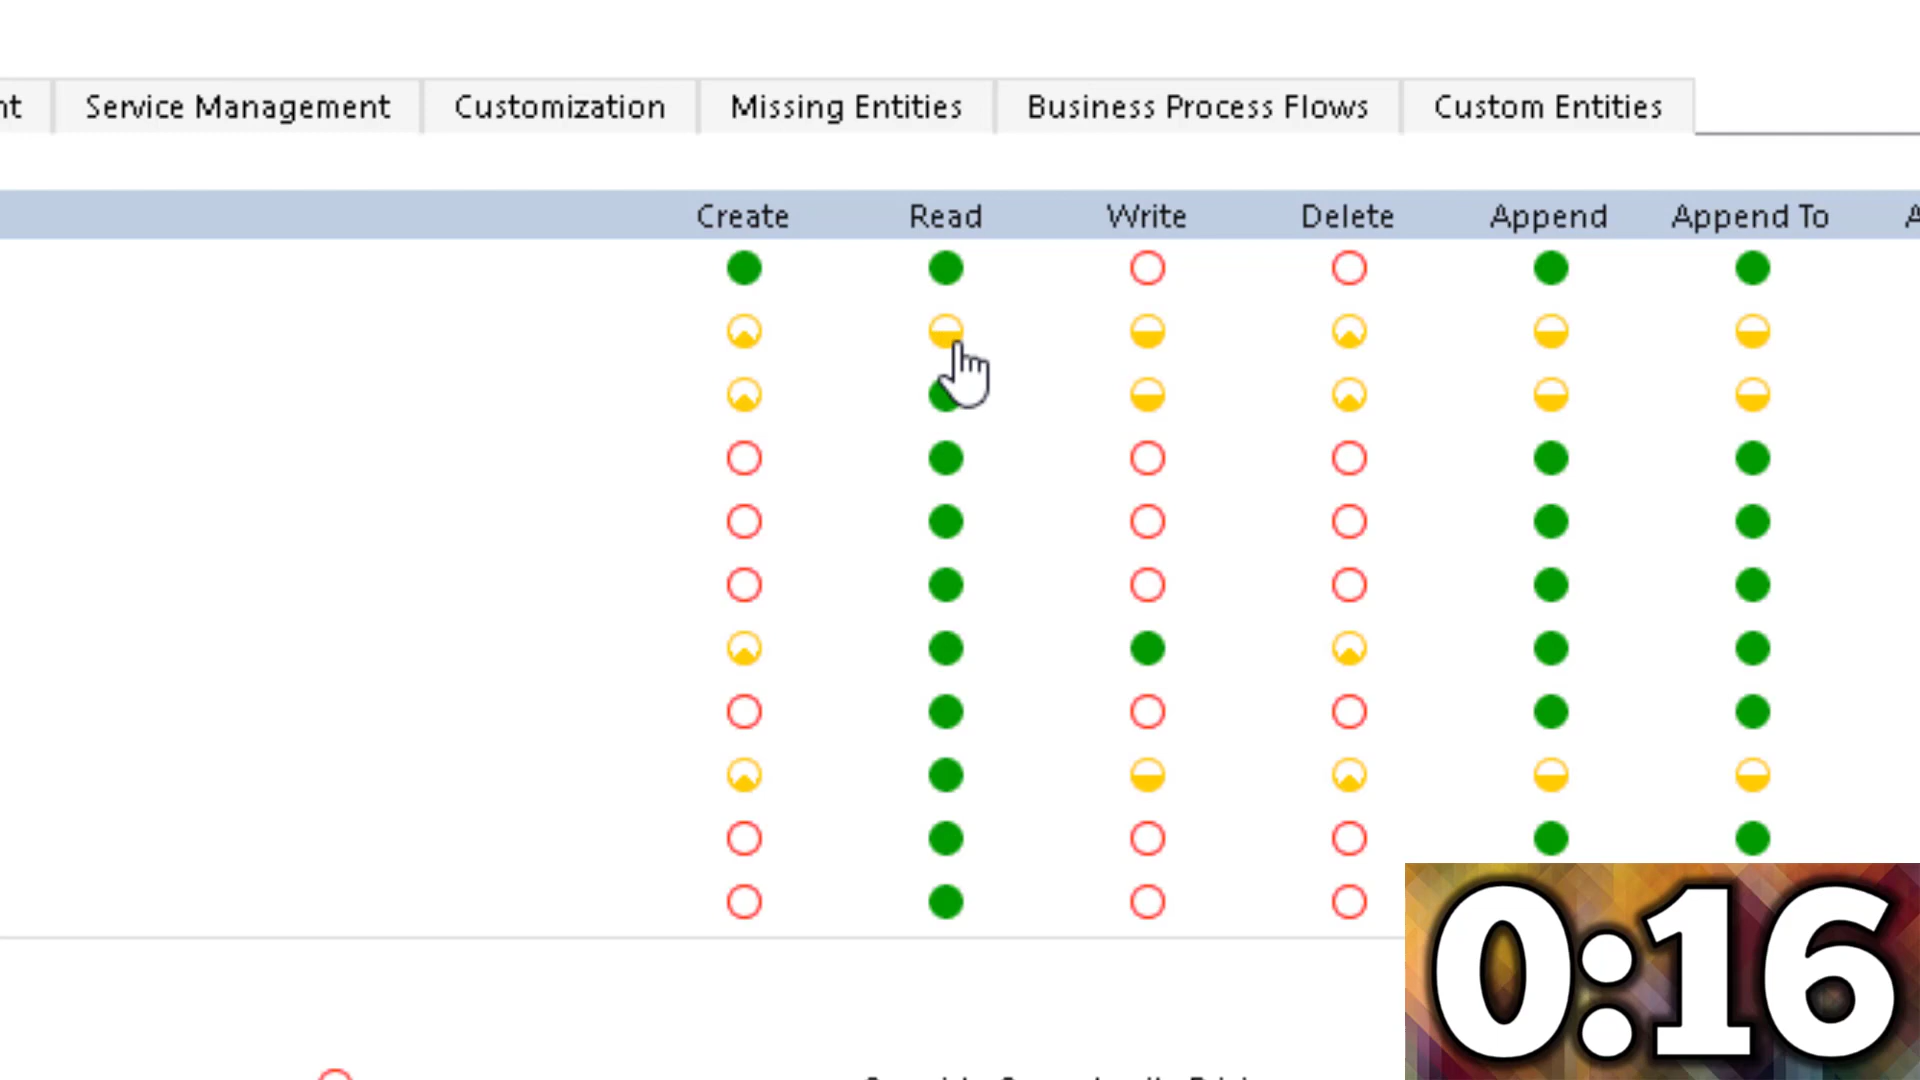 nt Service Management Customization Missing Entities Business Process Flows Custom Entities
Create Read Write Delete Append Append To A
0:16